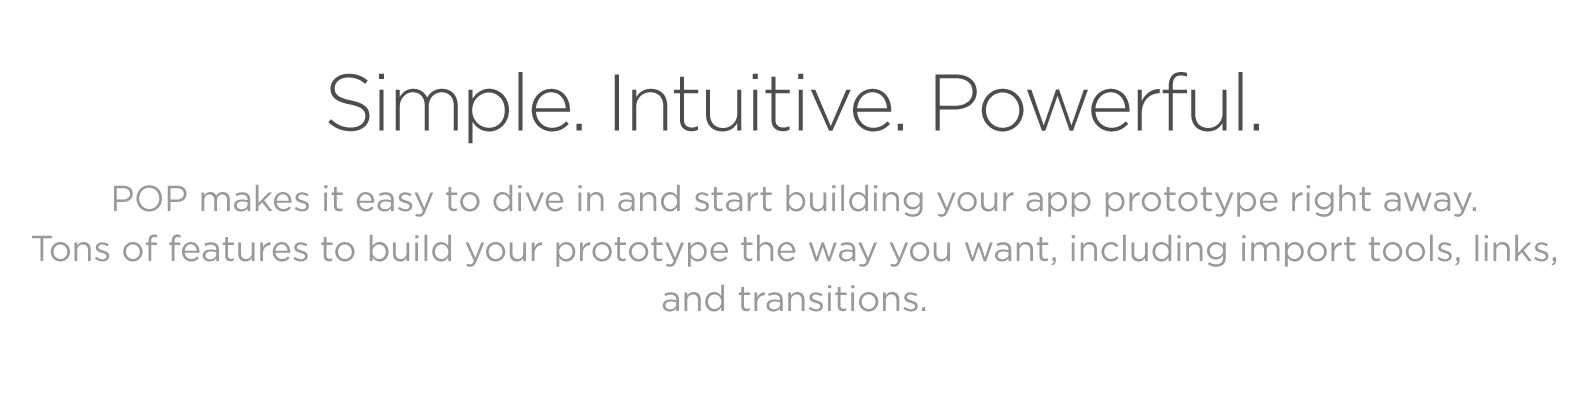 Simple. Intuitive. Powerful.
POP makes it easy to dive in and start building your app prototype right away.
Tons of features to build your prototype the way you want, including import tools, links,
and transitions.